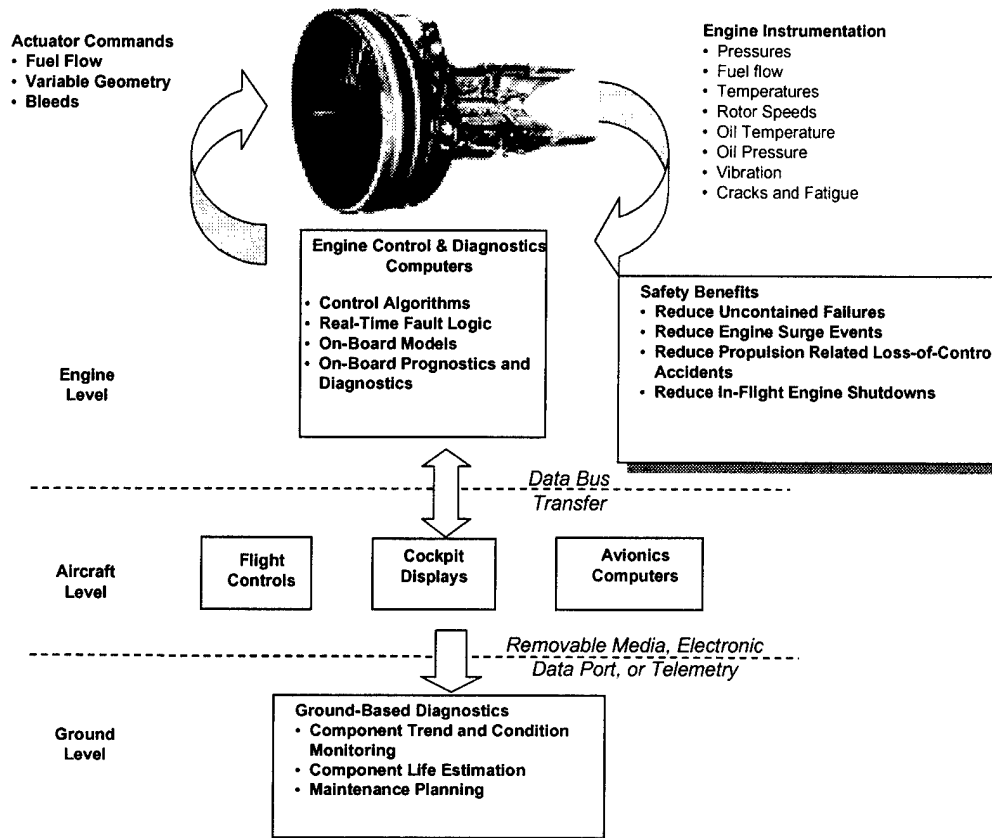 Actuator Commands
• Fuel Flow
• Variable Geometry
• Bleeds
Engine Instrumentation
• Pressures
• Fuel flow
• Temperatures
• Rotor Speeds
• Oil Temperature
• Oil Pressure
• Vibration
• Cracks and Fatigue
Engine Control & Diagnostics
Computers
• Control Algorithms
• Real-Time Fault Logic
• On-Board Models
• On-Board Prognostics and
Diagnostics
Safety Benefits
• Reduce Uncontained Failures
• Reduce Engine Surge Events
• Reduce Propulsion Related Loss-of-Control
Accidents
• Reduce In-Flight Engine Shutdowns
Engine
Level
Data Bus
Transfer
Aircraft
Level
Flight
Controls
Cockpit
Displays
Avionics
Computers
Removable Media, Electronic
Data Port, or Telemetry
Ground
Level
Ground-Based Diagnostics
• Component Trend and Condition
Monitoring
• Component Life Estimation
• Maintenance Planning